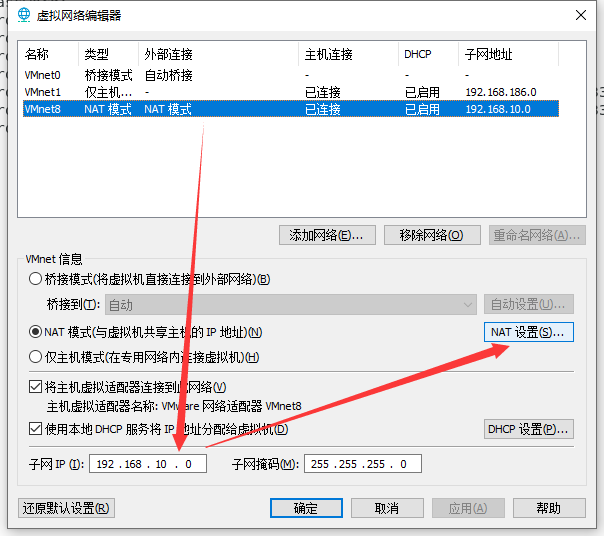 虚拟网络编辑器
名称 类型 外部连接 主机连接 DHCP 子网地址
VMnet0 桥接模式 自动桥接 - - -
VMnet1 仅主机... - 已连接 已启用 192.168.186.0
VMnet8 NAT 模式 NAT 模式 已连接 已启用 192.168.10.0
添加网络(E)... 移除网络(O) 重命名网络(A)...
VMnet 信息
桥接模式(将虚拟机直接连接到外部网络)(B)
桥接到(T): 自动 自动设置(U)...
NAT 模式(与虚拟机共享主机的 IP 地址)(N) NAT 设置(S)...
仅主机模式(在专用网络内连接虚拟机)(H)
将主机虚拟适配器连接到此网络(V)
主机虚拟适配器名称: VMware 网络适配器 VMnet8
使用本地 DHCP 服务将 IP 地址分配给虚拟机(D) DHCP 设置(P)...
子网 IP (I): 192 . 168 . 10 . 0 子网掩码(M): 255 . 255 . 255 . 0
还原默认设置(R) 确定 取消 应用(A) 帮助